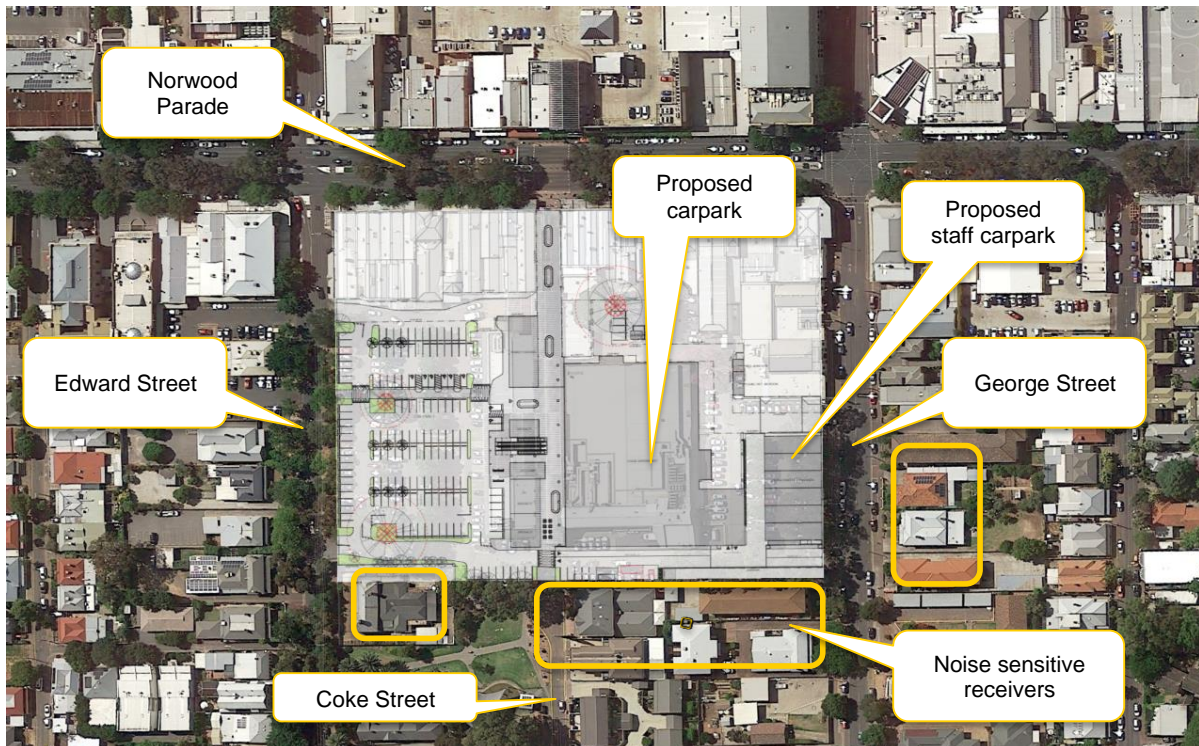 Norwood
Parade
Proposed
carpark
Proposed
staff carpark
Edward Street
George Street
Coke Street
Noise sensitive
receivers